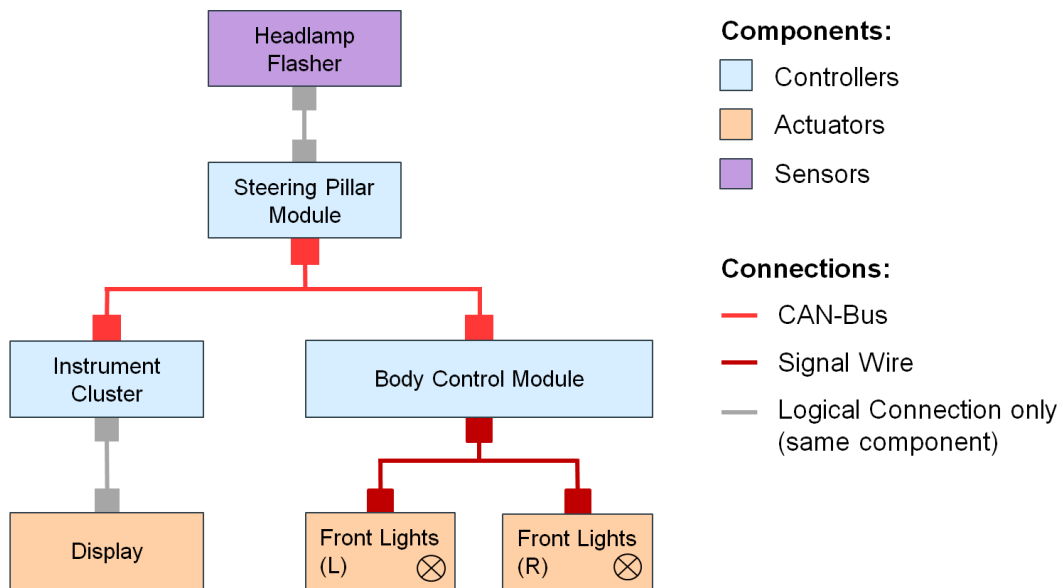 Headlamp
Flasher
Steering Pillar
Module
Instrument
Cluster
Body Control Module
Display
Front Lights
(L)
Front Lights
(R)
Components:
Controllers
Actuators
Sensors
Connections:
CAN-Bus
Signal Wire
Logical Connection only
(same component)